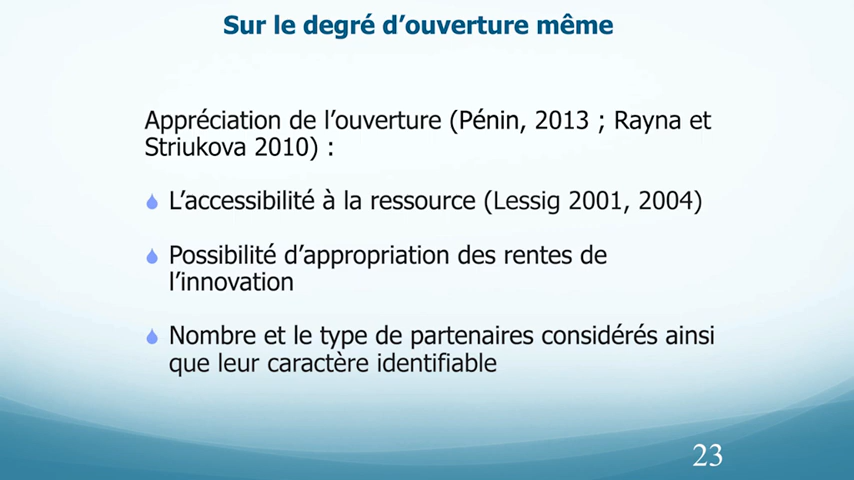 Sur le degré d’ouverture même
Appréciation de l’ouverture (Pénin, 2013 ; Rayna et
Striukova 2010) :
L’accessibilité à la ressource (Lessig 2001, 2004)
Possibilité d’appropriation des rentes de
l’innovation
Nombre et le type de partenaires considérés ainsi
que leur caractère identifiable
23